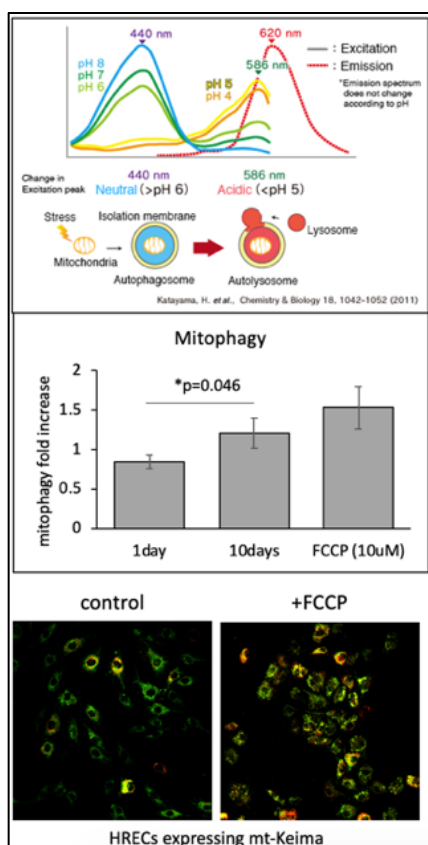 440 nm
620 nm
— : Excitation
: Emission
*Emission spectrum
does not change
according to pH
586 nm
pH 8
pH 7
pH 6
pH 5
pH 4
Change in
Excitation peak
440 nm
Neutral (>pH 6)
586 nm
Acidic (<pH 5)
Stress
Isolation membrane
Lysosome
Mitochondria
Autophagosome
Autolysosome
Katayama, H. et al., Chemistry & Biology 18, 1042–1052 (2011)
Mitophagy
*p=0.046
mitophagy fold increase
2
1.5
1
0.5
0
1day
10days
FCCP (10uM)
control
+FCCP
HRECs expressing mt-Keima